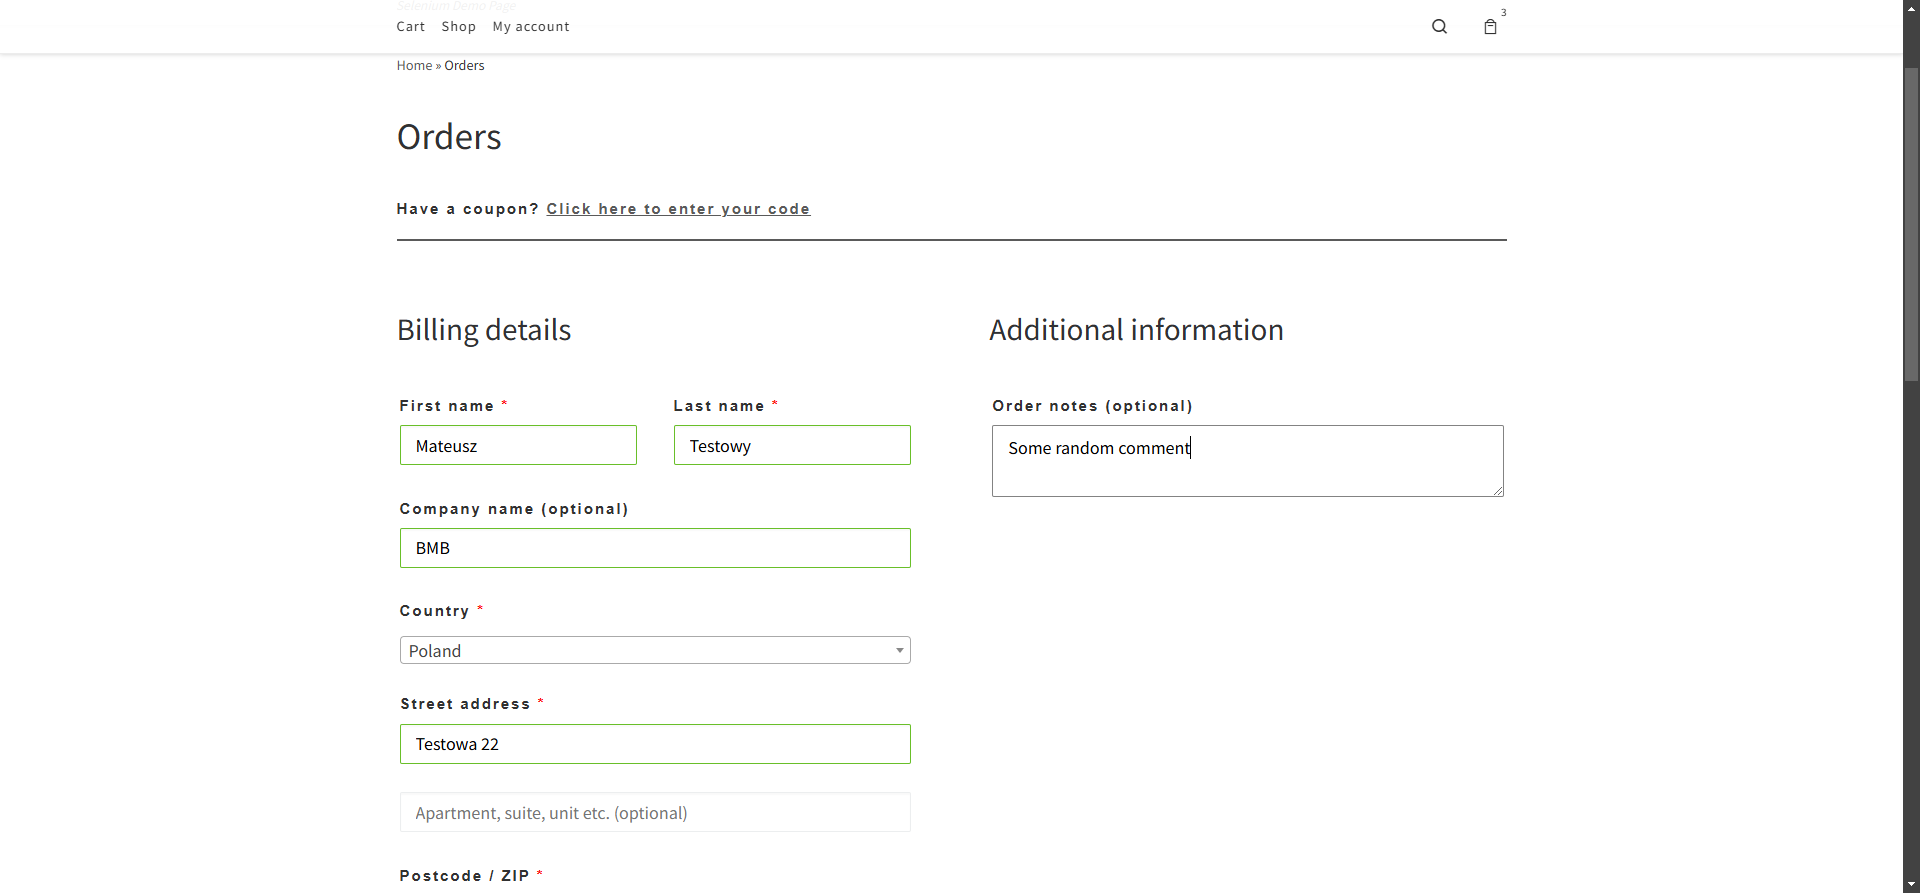 Selenium Demo Page
Cart Shop My account
3
Home » Orders
Orders
Have a coupon? Click here to enter your code
Billing details
Additional information
First name *
Last name *
Order notes (optional)
Mateusz
Testowy
Some random comment
Company name (optional)
BMB
Country *
Poland
Street address *
Testowa 22
Apartment, suite, unit etc. (optional)
Postcode / ZIP *